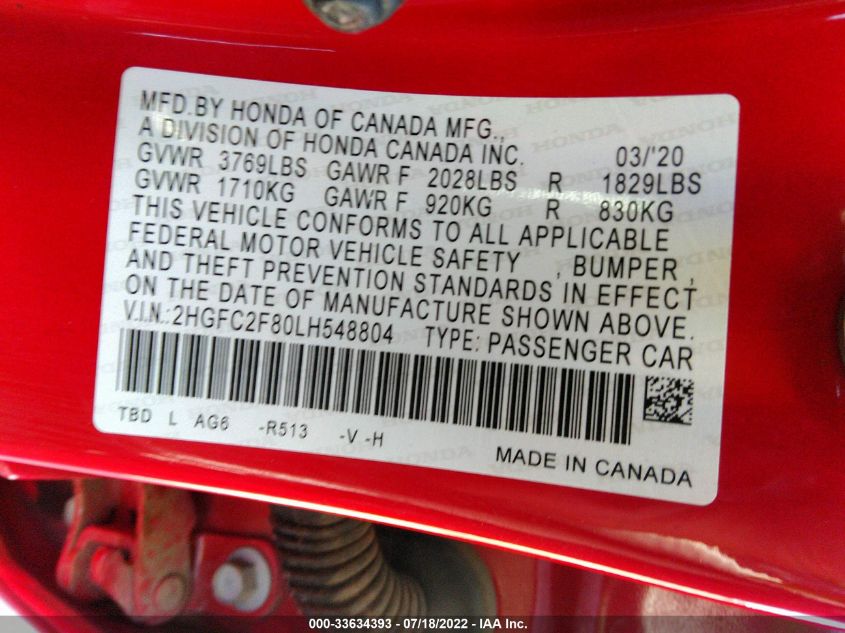 MFD.BY HONDA OF CANADA MFG.,
A DIVISION OF HONDA CANADA INC. 03/'20
GVWR 3769LBS GAWR F 2028LBS R 1829LBS
GVWR 1710KG GAWR F 920KG R 830KG
THIS VEHICLE CONFORMS TO ALL APPLICABLE
FEDERAL MOTOR VEHICLE SAFETY , BUMPER ,
AND THEFT PREVENTION STANDARDS IN EFFECT
ON THE DATE OF MANUFACTURE SHOWN ABOVE.
V.I.N.:2HGFC2F80LH548804 TYPE: PASSENGER CAR
TBD L AG6 -R513 -V -H
MADE IN CANADA
000-33634393 - 07/18/2022 - IAA Inc.